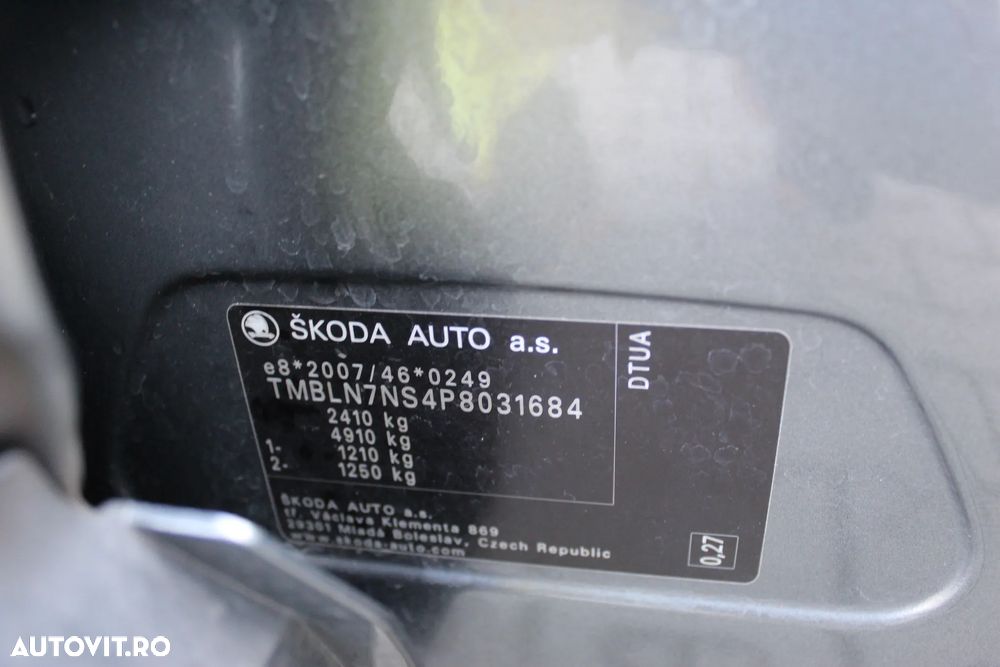 ŠKODA AUTO a.s.
e8*2007/46*0249
TMBLN7NS4P8031684
2410 kg
4910 kg
1- 1210 kg
2- 1250 kg
DTUA
ŠKODA AUTO a.s.
tř. Václava Klementa 869
29301 Mladá Boleslav, Czech Republic
www.skoda-auto.com
0,27
AUTOVIT.RO